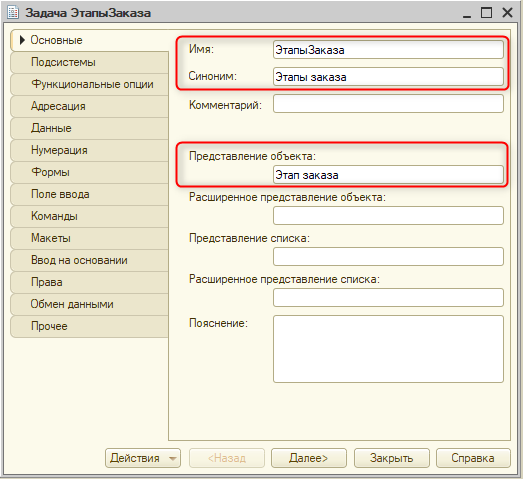 Задача ЭтапыЗаказа
Основные
Подсистемы
Функциональные опции
Адресация
Данные
Нумерация
Формы
Поле ввода
Команды
Макеты
Ввод на основании
Права
Обмен данными
Прочее
Имя: ЭтапыЗаказа
Синоним: Этапы заказа
Комментарий:
Представление объекта:
Этап заказа
Расширенное представление объекта:
Представление списка:
Расширенное представление списка:
Пояснение:
Действия <Назад Далее> Закрыть Справка